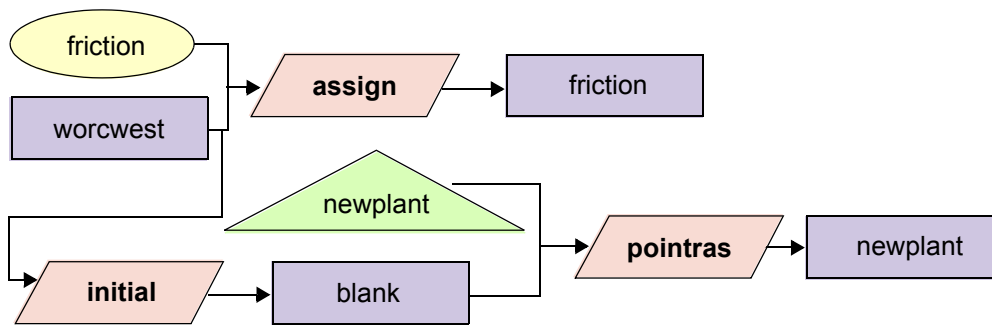 friction
assign
friction
worcwest
newplant
pointras
newplant
initial
blank